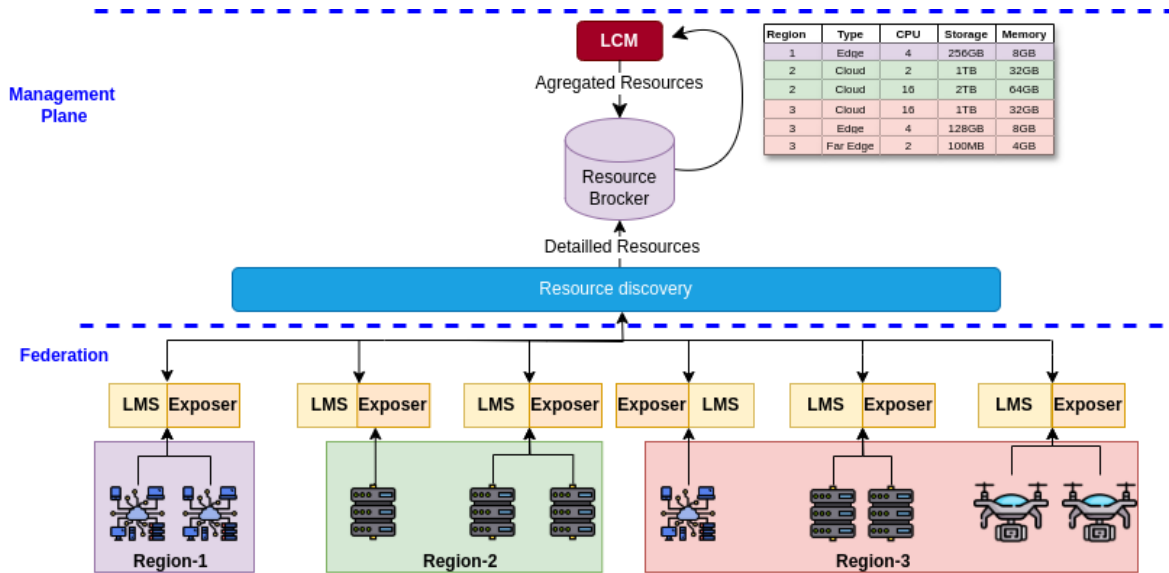 LCM
Agregated Resources
Region Type CPU Storage Memory
1 Edge 4 256GB 8GB
2 Cloud 2 1TB 32GB
2 Cloud 16 2TB 64GB
3 Cloud 16 1TB 32GB
3 Edge 4 128GB 8GB
3 Far Edge 2 100MB 4GB
Management
Plane
Resource
Brocker
Detailled Resources
Resource discovery
Federation
LMS Exposer
LMS Exposer
LMS Exposer
Exposer LMS
LMS Exposer
LMS Exposer
Region-1
Region-2
Region-3